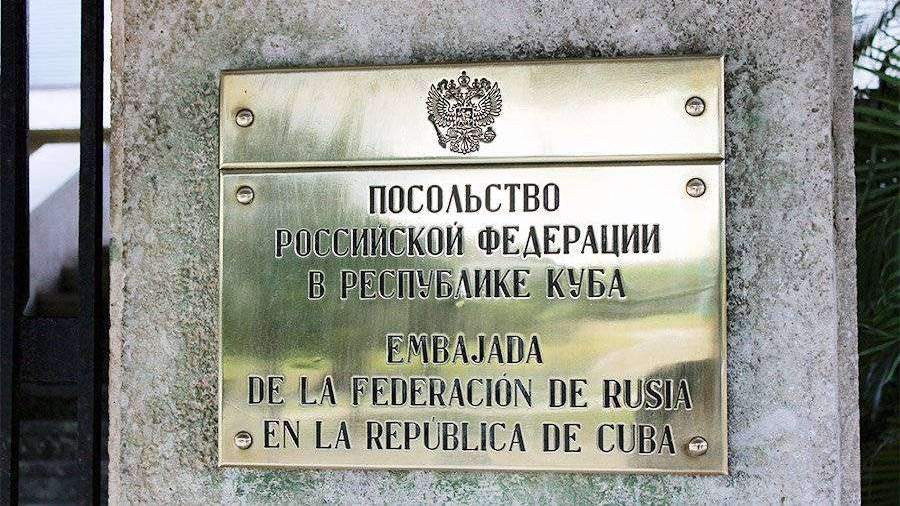 ПОСОЛЬСТВО
РОССИЙСКОЙ ФЕДЕРАЦИИ
В РЕСПУБЛИКЕ КУБА
EMBAJADA
DE LA FEDERACIÓN DE RUSIA
EN LA REPÚBLICA DE CUBA